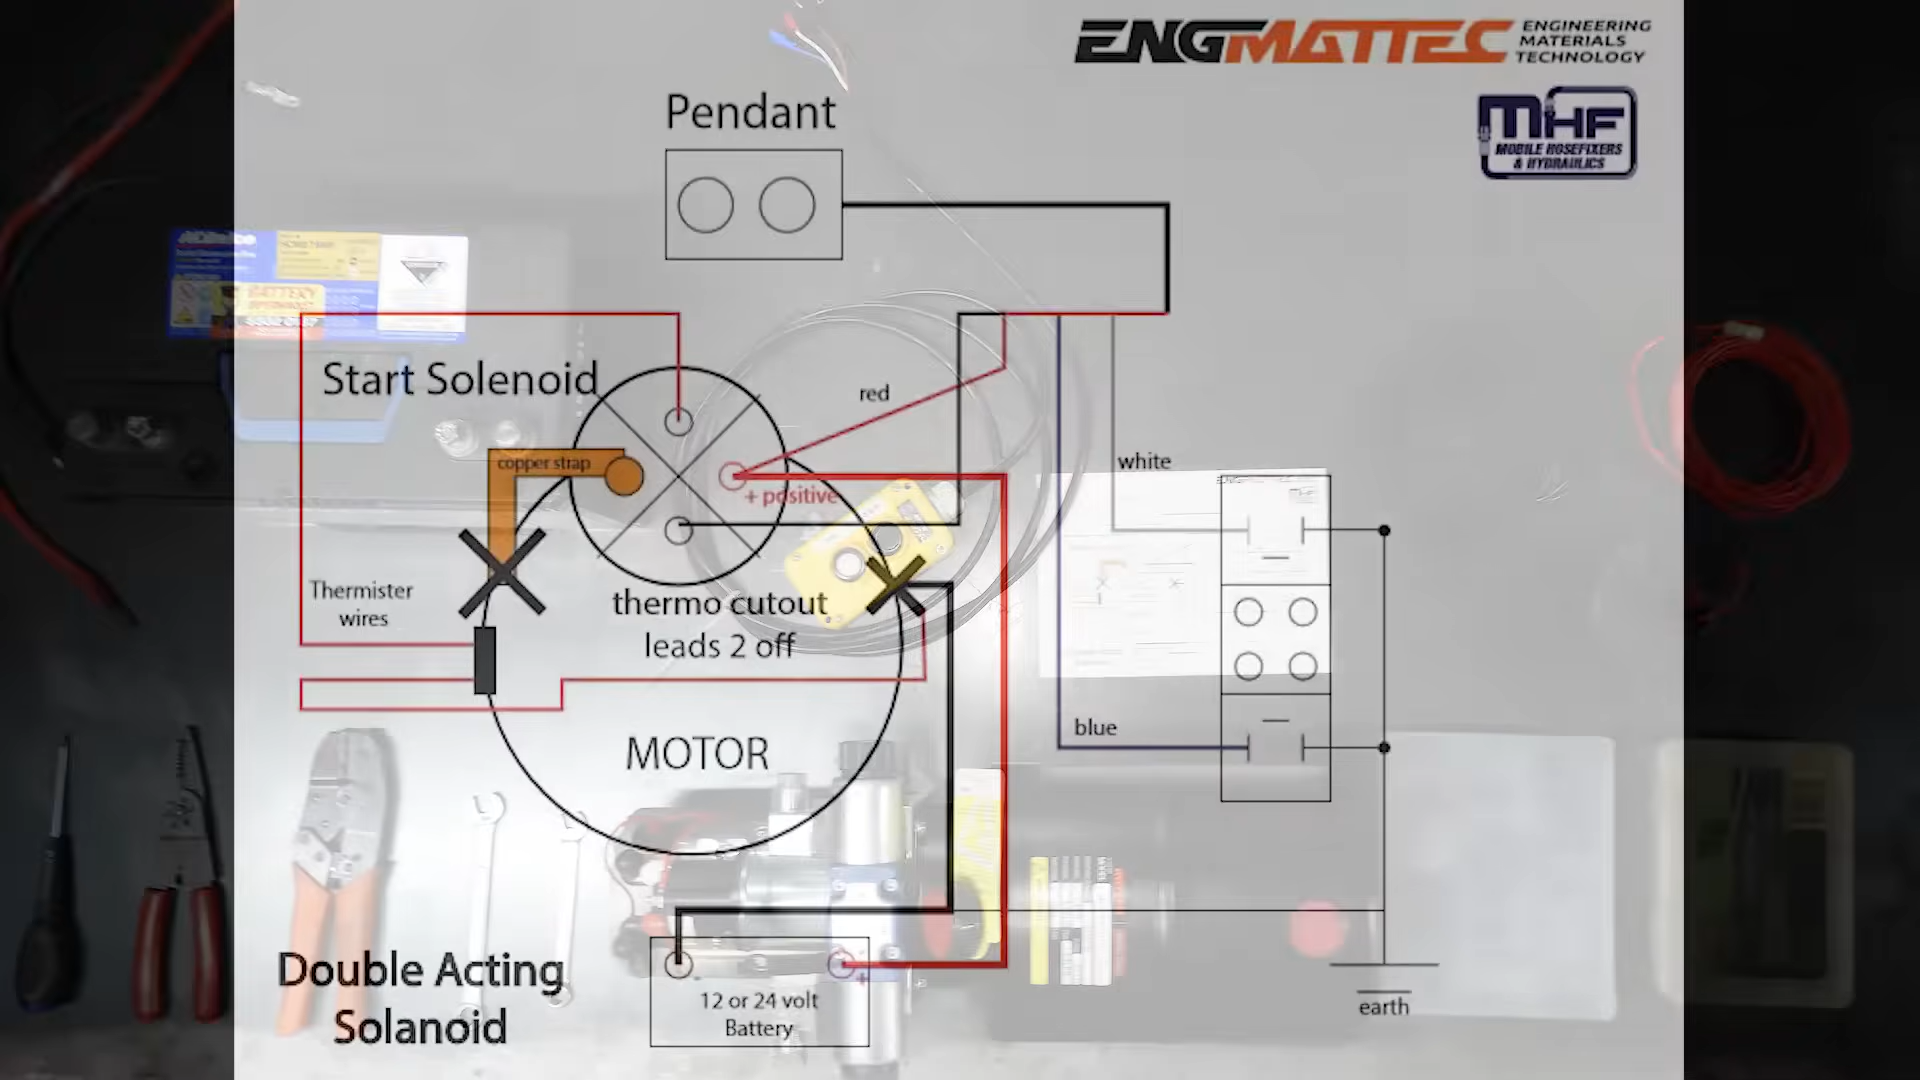 ENGMATTEC ENGINEERING
MATERIALS
TECHNOLOGY
MHF
MOBILE HOSEFIXERS
& HYDRAULICS
Pendant
Start Solenoid
red
copper strap
+ positive
white
Thermister
wires
thermo cutout
leads 2 off
MOTOR
blue
Double Acting
Solanoid
- +
12 or 24 volt
Battery
earth
BATTERY